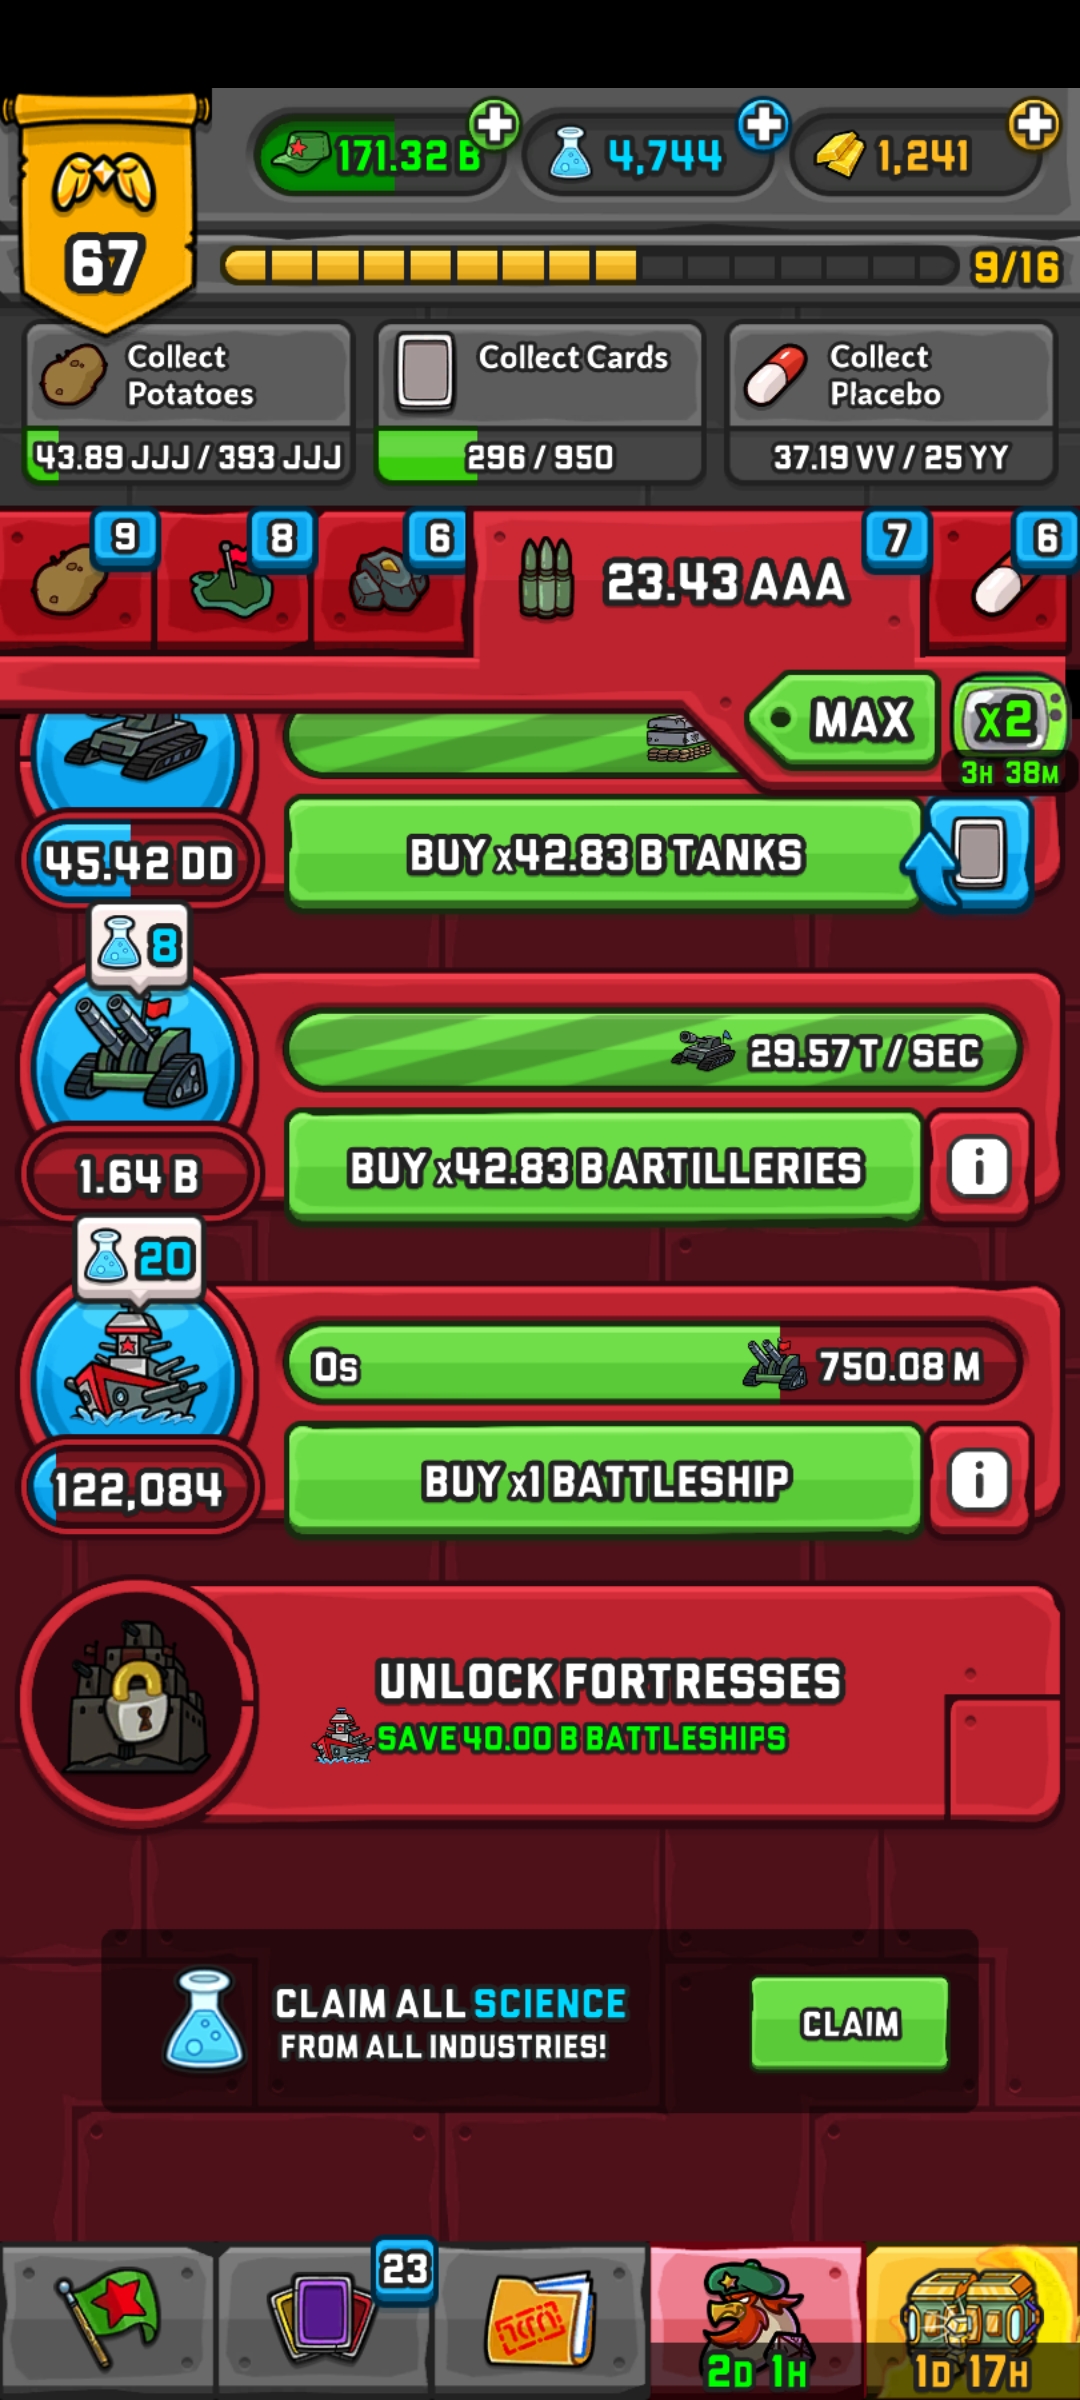 171.32 B
4,744
1,241
67
9/16
Collect
Potatoes
43.89 JJJ / 393 JJJ
Collect Cards
296 / 950
Collect
Placebo
37.19 VV / 25 YY
9
8
6
23.43 AAA
7
6
MAX
x2
3H 38M
45.42 DD
BUY x42.83 B TANKS
8
29.57 T / SEC
1.64 B
BUY x42.83 B ARTILLERIES
i
20
0s
750.08 M
122,084
BUY x1 BATTLESHIP
i
UNLOCK FORTRESSES
SAVE 40.00 B BATTLESHIPS
CLAIM ALL SCIENCE
FROM ALL INDUSTRIES!
CLAIM
23
2D 1H
1D 17H